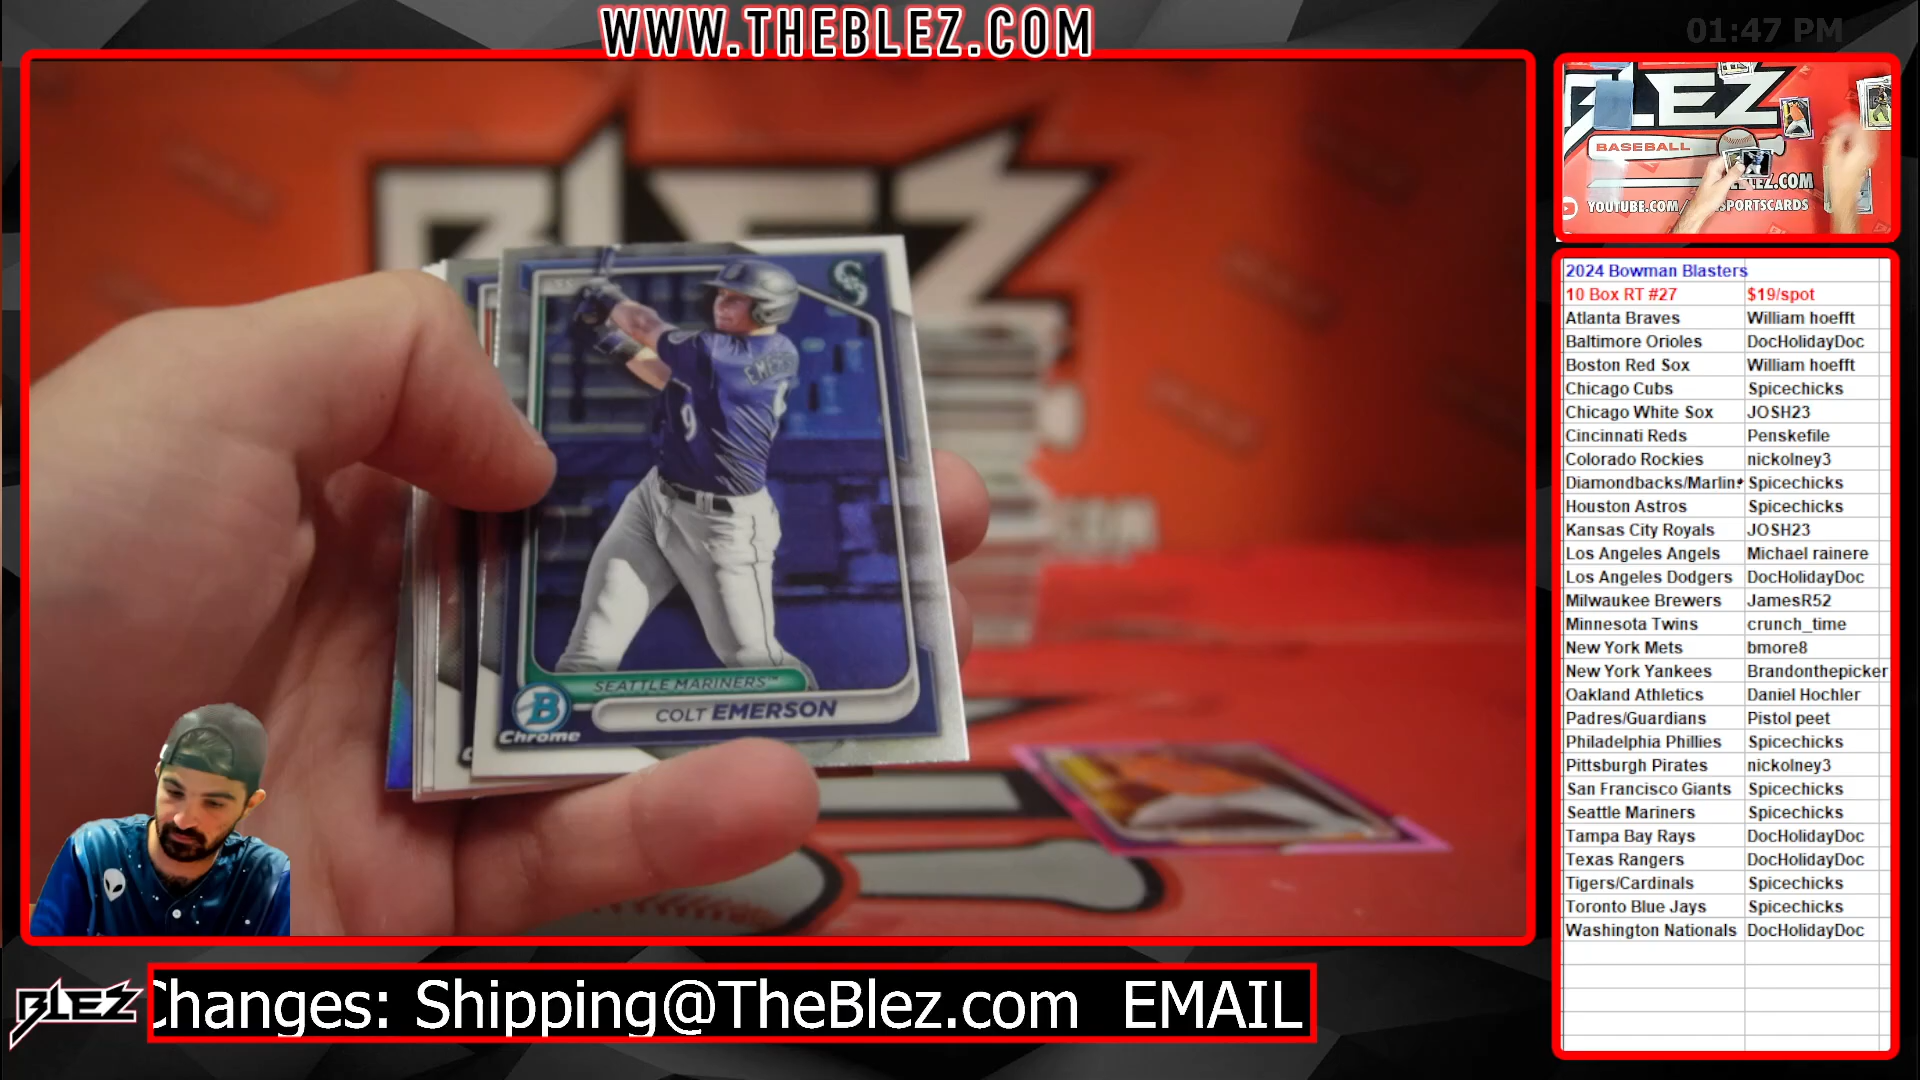 WWW.THEBLEZ.COM
01:47 PM
BLEZ
SEATTLE MARINERS™
COLT EMERSON
B
Chrome
9
BLEZ
BASEBALL
2024 Bowman Blasters
10 Box RT #27 $19/spot
Atlanta Braves William hoefft
Baltimore Orioles DocHolidayDoc
Boston Red Sox William hoefft
Chicago Cubs Spicechicks
Chicago White Sox JOSH23
Cincinnati Reds Penskefile
Colorado Rockies nickolney3
Diamondbacks/Marlin Spicechicks
Houston Astros Spicechicks
Kansas City Royals JOSH23
Los Angeles Angels Michael rainere
Los Angeles Dodgers DocHolidayDoc
Milwaukee Brewers JamesR52
Minnesota Twins crunch_time
New York Mets bmore8
New York Yankees Brandonthepicker
Oakland Athletics Daniel Hochler
Padres/Guardians Pistol peet
Philadelphia Phillies Spicechicks
Pittsburgh Pirates nickolney3
San Francisco Giants Spicechicks
Seattle Mariners Spicechicks
Tampa Bay Rays DocHolidayDoc
Texas Rangers DocHolidayDoc
Tigers/Cardinals Spicechicks
Toronto Blue Jays Spicechicks
Washington Nationals DocHolidayDoc
BLEZ
Changes: Shipping@TheBlez.com EMAIL